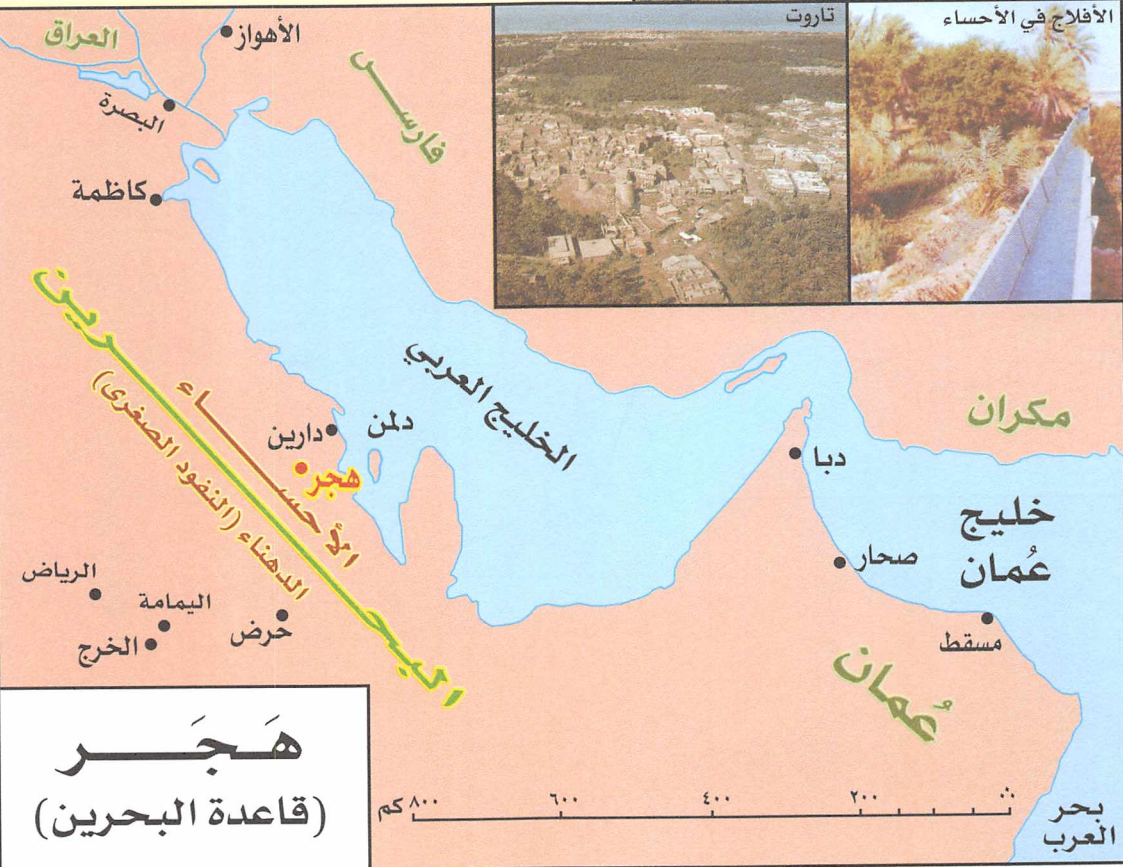 الأفلاج في الأحساء
تاروت
العراق
الأهواز
البصرة
فارس
كاظمة
البحرين
الأحساء
الدهناء (النفود الصغرى)
الخليج العربي
دارين
دلمن
هجر
مكران
دبا
خليج
عُمان
صحار
مسقط
عُمان
الرياض
اليمامة
الخرج
حرض
هَجَر
(قاعدة البحرين)
٠ ٢٠٠ ٤٠٠ ٦٠٠ ٨٠٠ كم
بحر
العرب